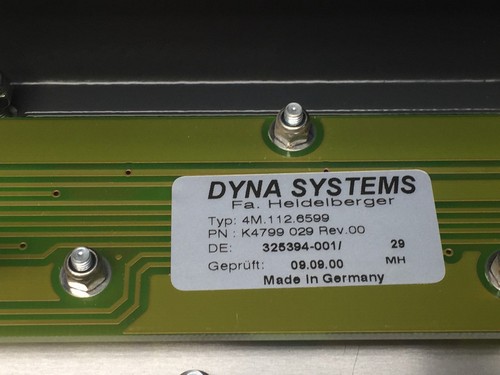 DYNA SYSTEMS
Fa. Heidelberger
Typ: 4M.112.6599
PN : K4799 029 Rev.00
DE: 325394-001/ 29
Geprüft: 09.09.00 MH
Made in Germany